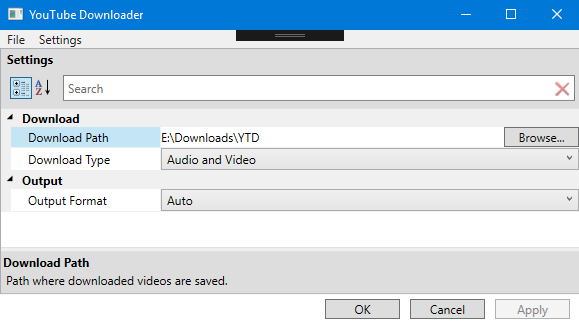 YouTube Downloader
File Settings
Settings
A
Z
Search
Download
Download Path E:\Downloads\YTD Browse...
Download Type Audio and Video
Output
Output Format Auto
Download Path
Path where downloaded videos are saved.
OK Cancel Apply